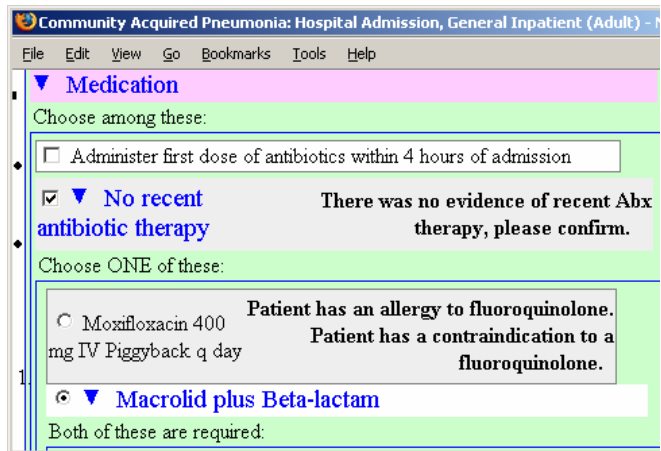 Community Acquired Pneumonia: Hospital Admission, General Inpatient (Adult) -
File Edit View Go Bookmarks Tools Help
▼ Medication
Choose among these:
Administer first dose of antibiotics within 4 hours of admission
▼ No recent
antibiotic therapy
There was no evidence of recent Abx
therapy, please confirm.
Choose ONE of these:
Moxifloxacin 400
mg IV Piggyback q day
Patient has an allergy to fluoroquinolone.
Patient has a contraindication to a
fluoroquinolone.
1.
▼ Macrolid plus Beta-lactam
Both of these are required: